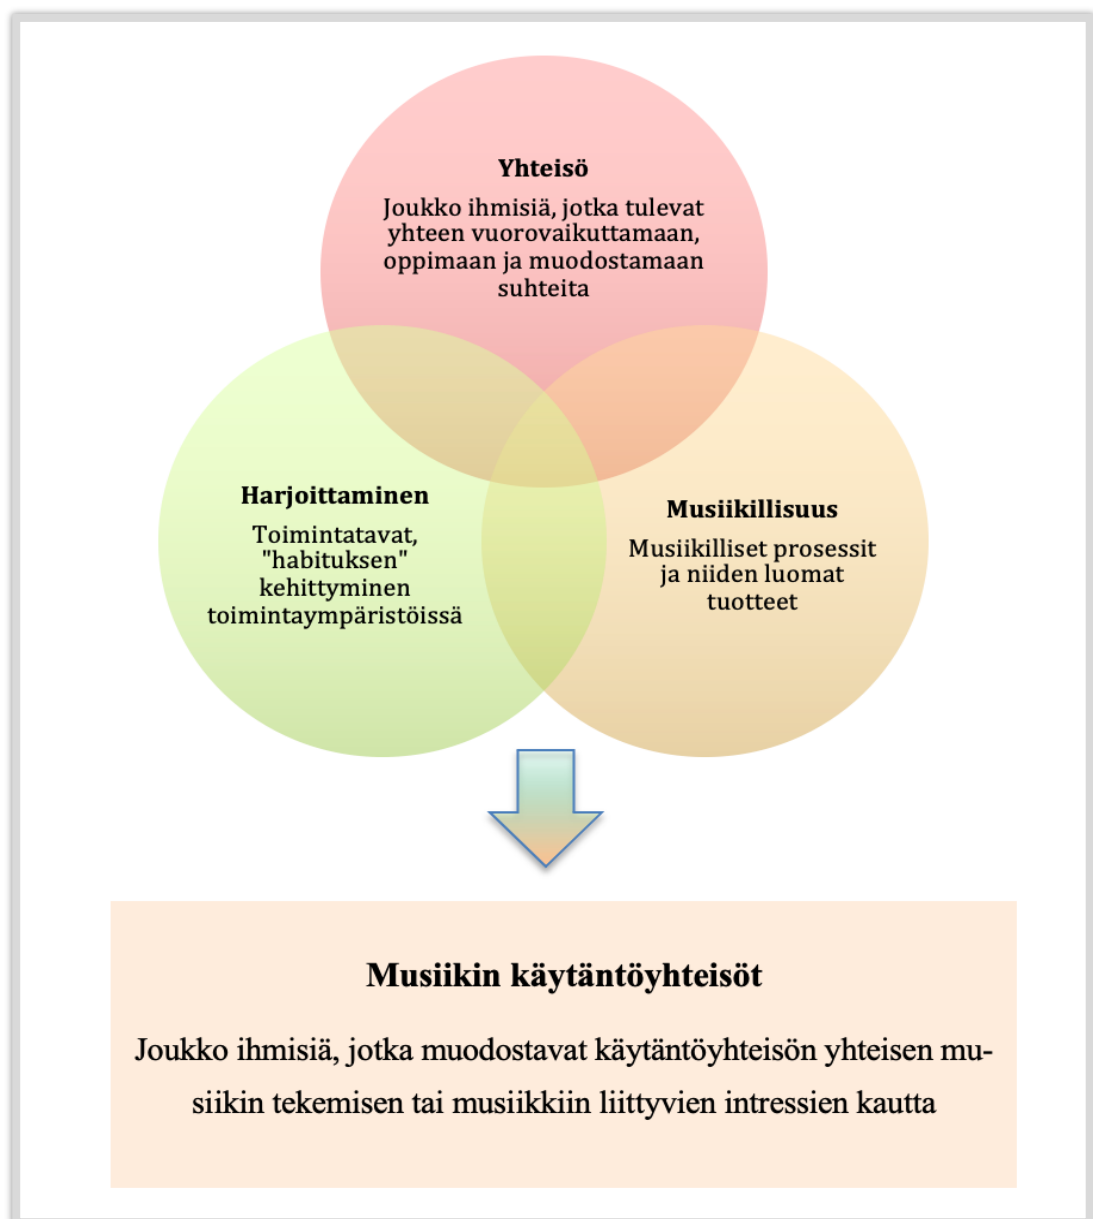 Yhteisö
Joukko ihmisiä, jotka tulevat
yhteen vuorovaikuttamaan,
oppimaan ja muodostamaan
suhteita
Harjoittaminen
Toimintatavat,
"habituksen"
kehittyminen
toimintaympäristöissä
Musiikillisuus
Musiikilliset prosessit
ja niiden luomat
tuotteet
Musiikin käytäntöyhteisöt
Joukko ihmisiä, jotka muodostavat käytäntöyhteisön yhteisen mu-
siikin tekemisen tai musiikkiin liittyvien intressien kautta